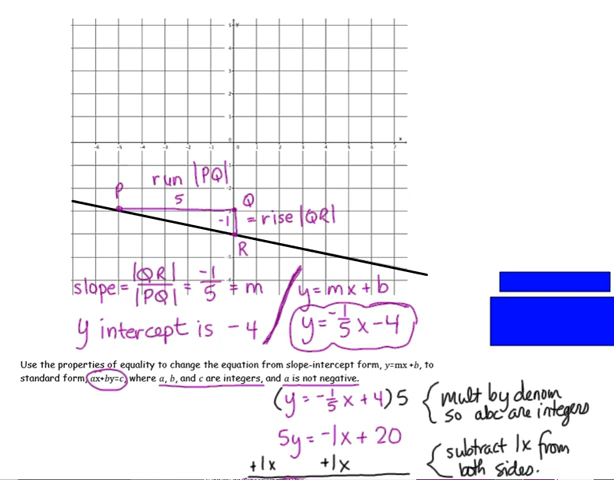 y
x
run |PQ|
P
5
Q
-1 = rise |QR|
R
slope = |QR| / |PQ| = -1/5 = m
y = mx + b
y intercept is -4
y = -1/5 x - 4
Use the properties of equality to change the equation from slope-intercept form, y=mx +b, to
standard form, ax+by=c, where a, b, and c are integers, and a is not negative.
(y = -1/5 x + 4) 5 { mult by denom
so abc are integers
5y = -1x + 20
{ subtract 1x from
both sides.
+1x +1x